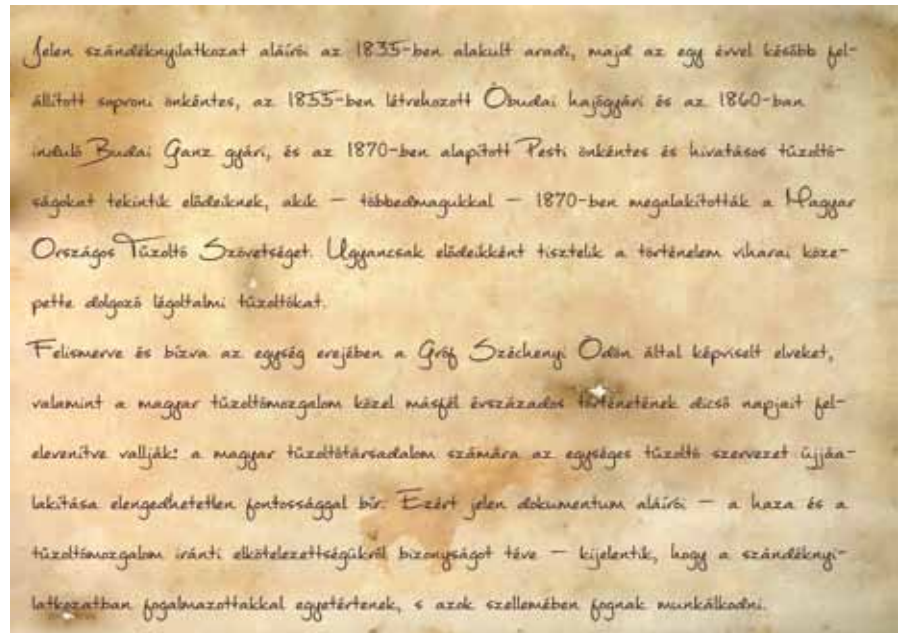 Jelen szándéknyilatkozat aláírói az 1835-ben alakult aradi, majd az egy évvel később fel-
állított soproni önkéntes, az 1855-ben létrehozott Óbudai hajógyári és az 1860-ban
induló Budai Ganz gyári, és az 1870-ben alapított Pesti önkéntes és hivatásos tűzoltó-
ságokat tekintik elődeiknek, akik – többedmagukkal – 1870-ben megalakították a Magyar
Országos Tűzoltó Szövetséget. Ugyancsak elődeikként tisztelik a történelem viharai köze-
pette dolgozó légoltalmi tűzoltókat.
Felismerve és bízva az egység erejében a Gróf Széchenyi Ödön által képviselt elveket,
valamint a magyar tűzoltómozgalom közel másfél évszázados történetének dicső napjait fel-
elevenítve vallják: a magyar tűzoltótársadalom számára az egységes tűzoltó szervezet újjáa-
lakítása elengedhetetlen fontossággal bír. Ezért jelen dokumentum aláírói – a haza és a
tűzoltómozgalom iránti elkötelezettségükről bizonyságot téve – kijelentik, hogy a szándéknyi-
latkozatban fogalmazottakkal egyetértenek, s azok szellemében fognak munkálkodni.